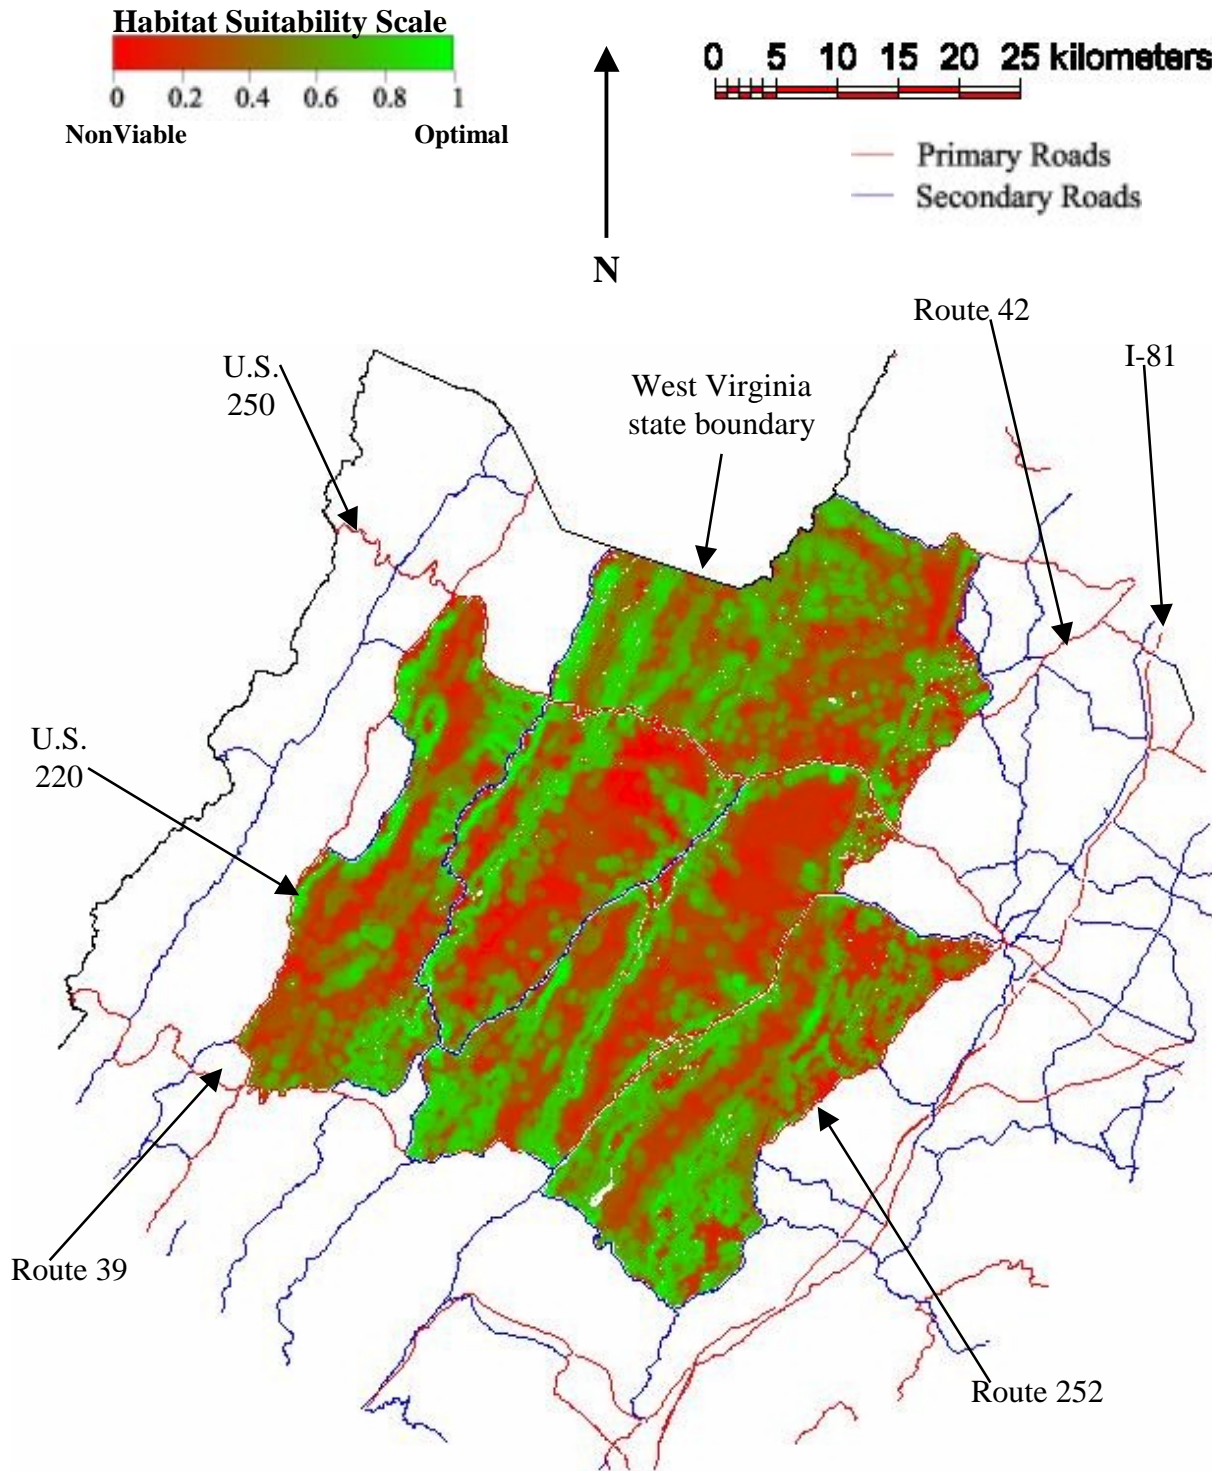 Habitat Suitability Scale
0 0.2 0.4 0.6 0.8 1
NonViable Optimal
0 5 10 15 20 25 kilometers
Primary Roads
Secondary Roads
N
Route 42
I-81
U.S.
250
West Virginia
state boundary
U.S.
220
Route 39
Route 252